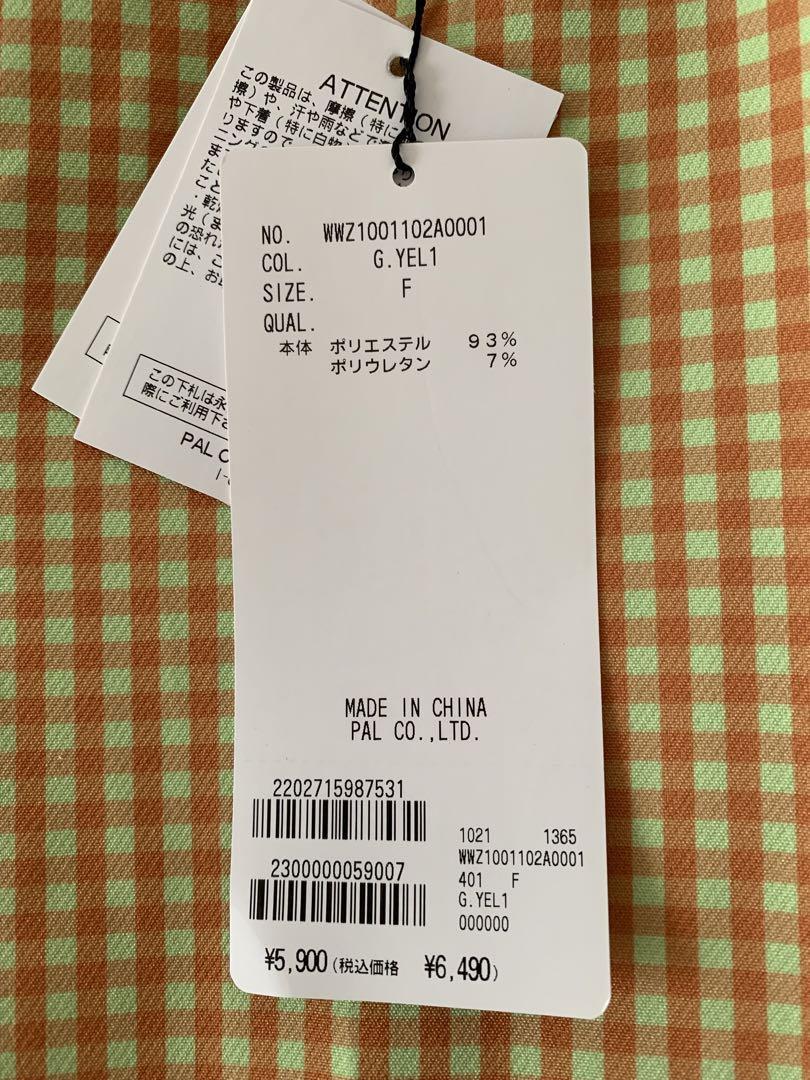 ATTENTION
この製品は、摩擦（特に
擦）や、汗や雨などで
や下着（特に白物
りますので
ニング
こと
・乾
光（ま
の恐れ
には、こ
の上、お
この下札は永
際にご利用下さ
PAL C
NO. WWZ1001102A0001
COL. G.YEL1
SIZE. F
QUAL.
本体 ポリエステル 93%
ポリウレタン 7%
MADE IN CHINA
PAL CO.,LTD.
2202715987531
2300000059007
1021 1365
WWZ1001102A0001
401 F
G.YEL1
000000
¥5,900(税込価格 ¥6,490)